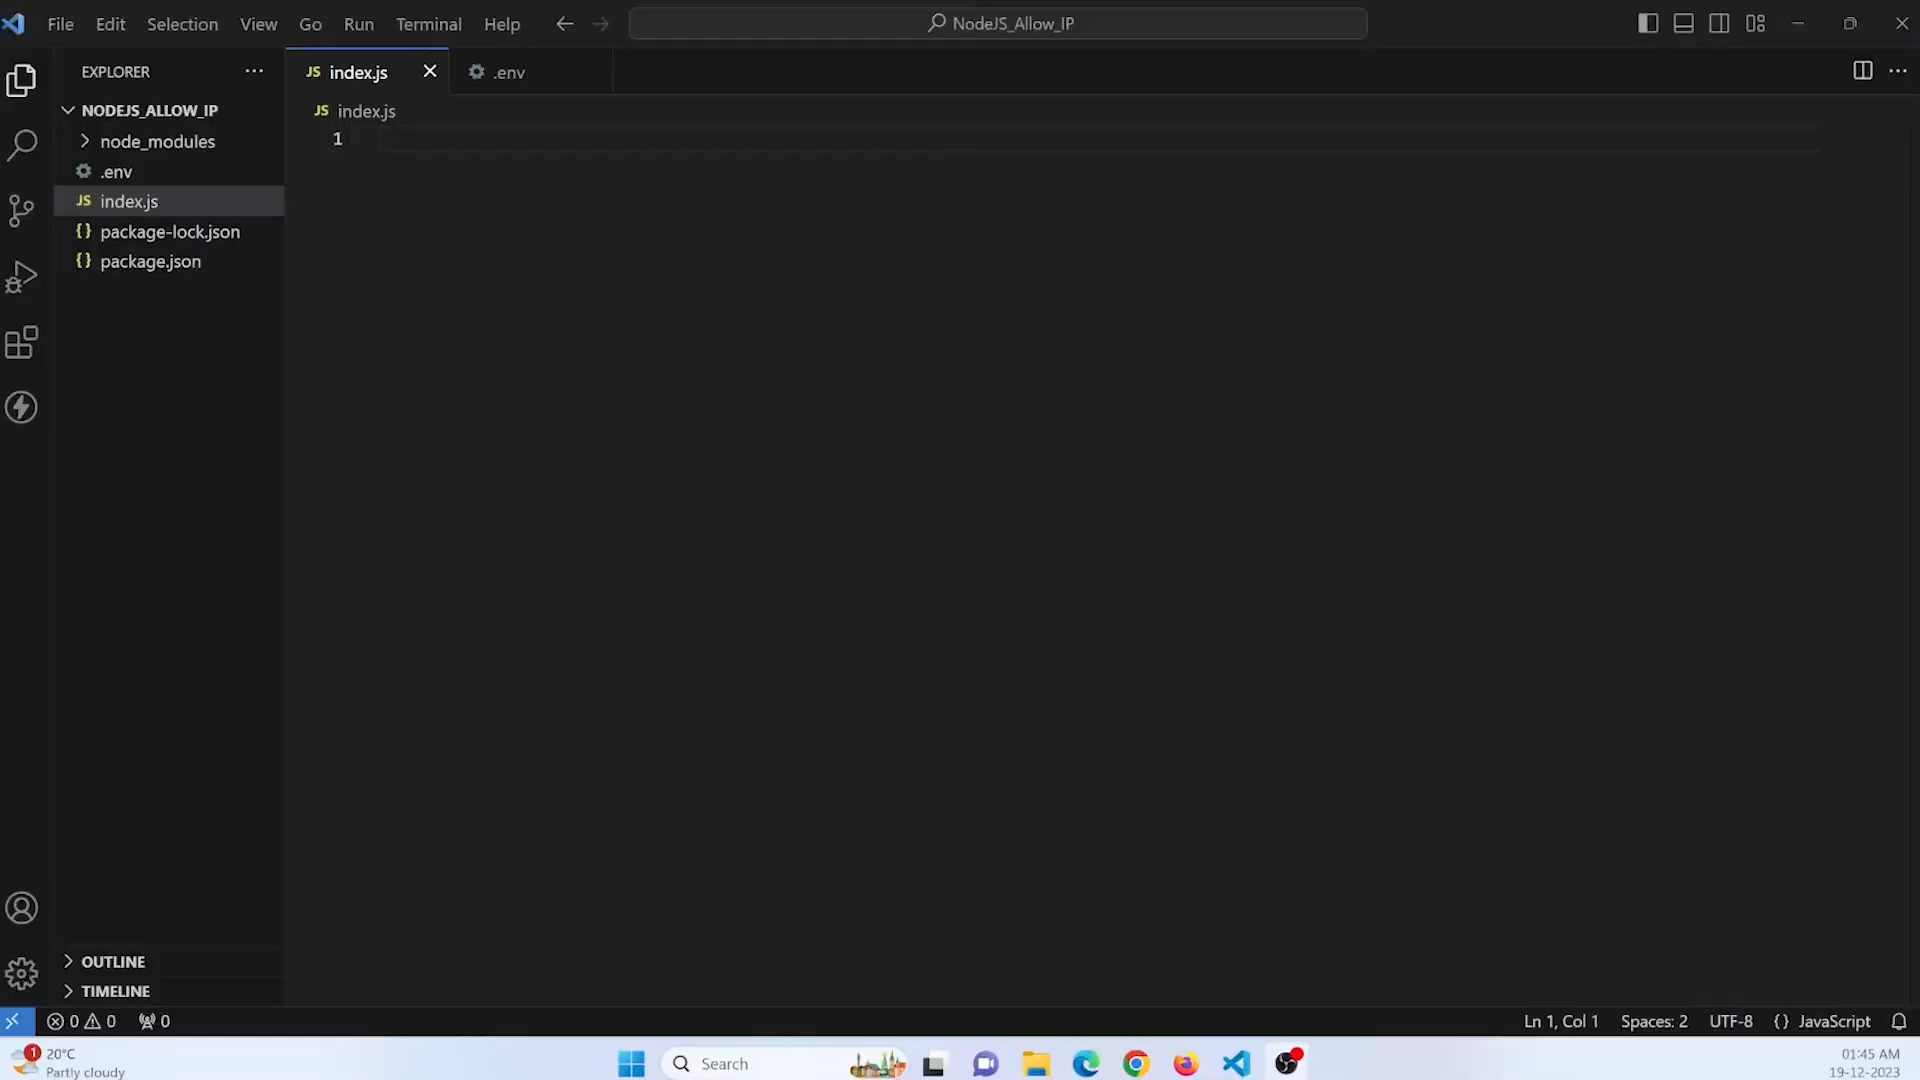 File Edit Selection View Go Run Terminal Help
NodeJS_Allow_IP
EXPLORER
JS index.js
.env
NODEJS_ALLOW_IP
JS index.js
node_modules
1
.env
JS index.js
{} package-lock.json
{} package.json
OUTLINE
TIMELINE
0 0 0
Ln 1, Col 1 Spaces: 2 UTF-8 {} JavaScript
1
20°C
Partly cloudy
Search
01:45 AM
19-12-2023